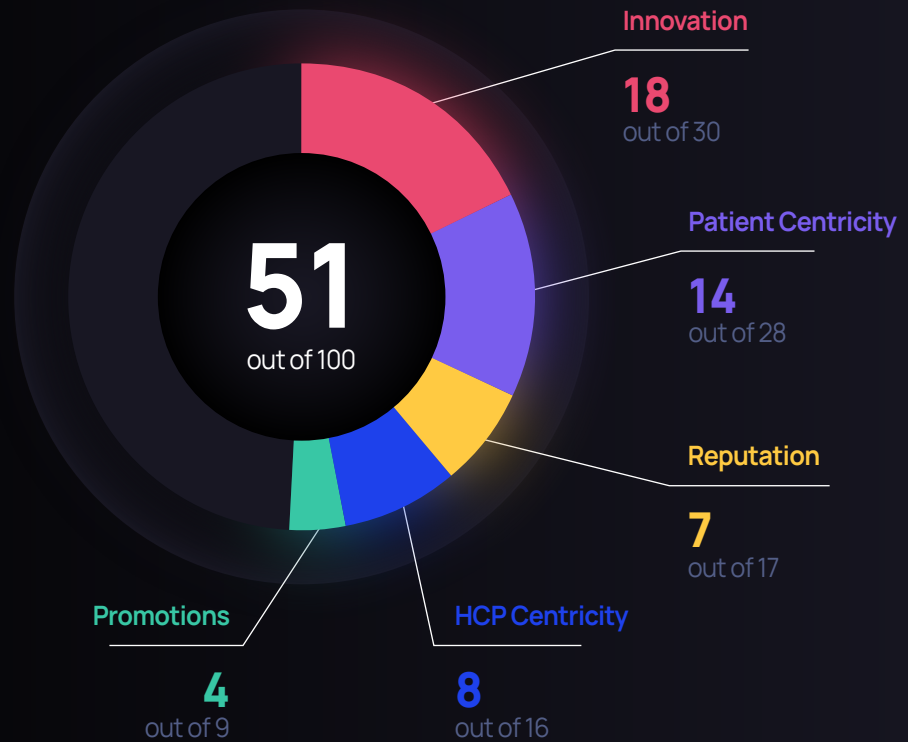 Innovation
18
out of 30
Patient Centricity
14
out of 28
51
out of 100
Reputation
7
out of 17
Promotions
4
out of 9
HCP Centricity
8
out of 16